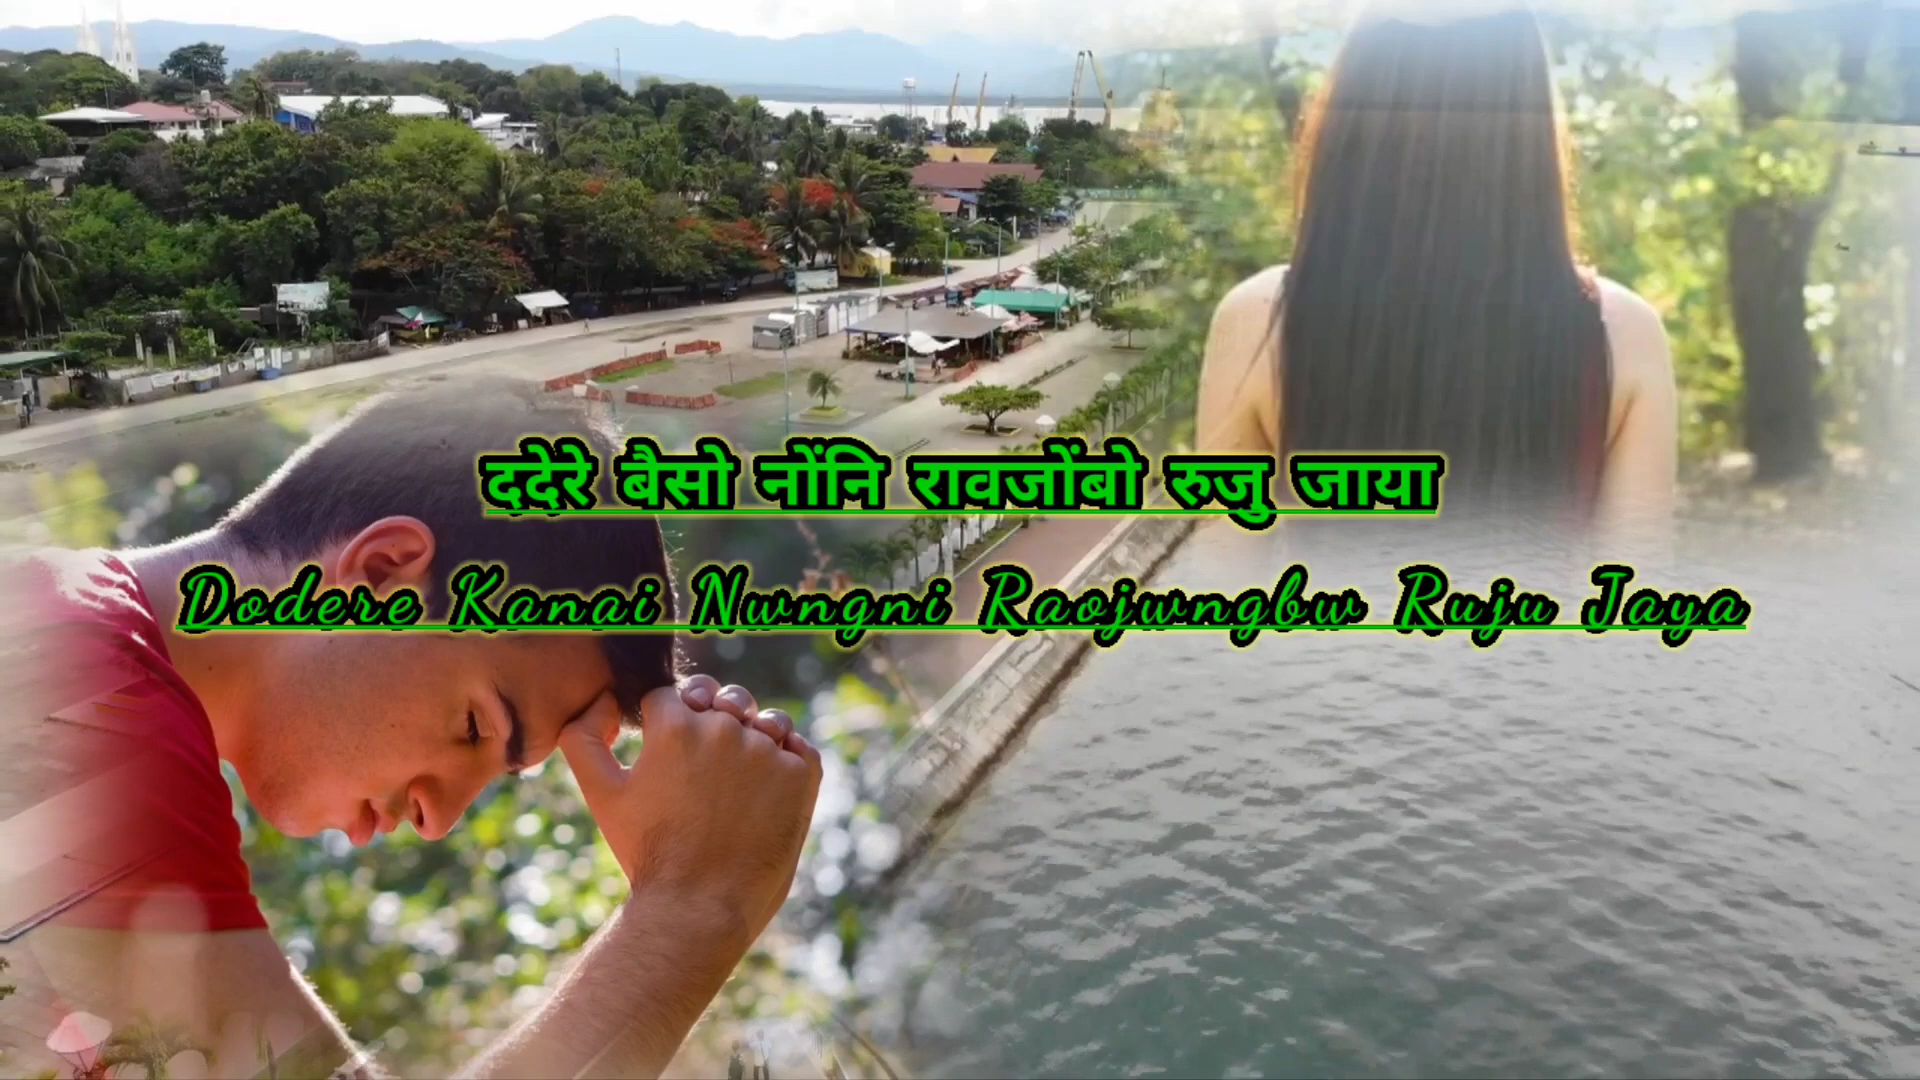 ददेरे बैसो नोंनि रावजोंबो रुजु जाया
Dodere Kanai Nwngni Raojwngbw Ruju Jaya